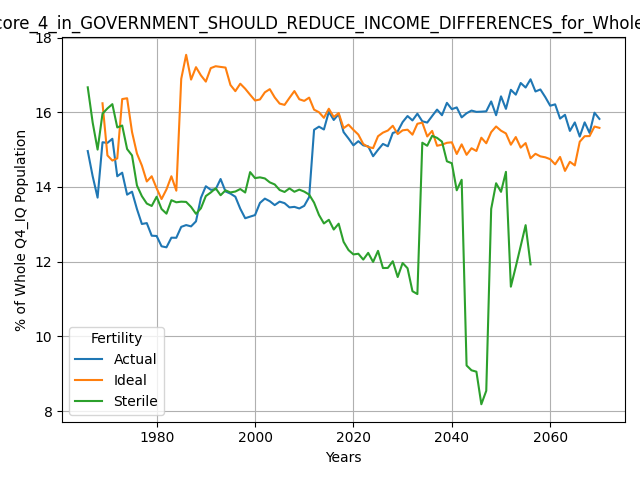 core_4_in_GOVERNMENT_SHOULD_REDUCE_INCOME_DIFFERENCES_for_Whole
18
16
14
12
10
8
% of Whole Q4_IQ Population
Fertility
Actual
Ideal
Sterile
1980
2000
2020
2040
2060
Years